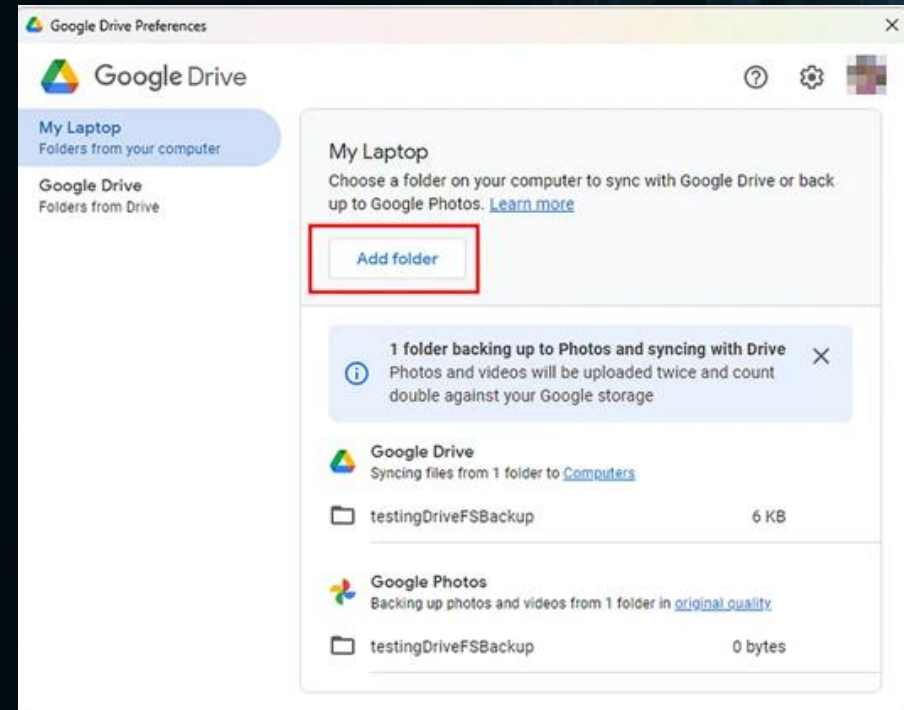 Google Drive Preferences
Google Drive
My Laptop
Folders from your computer
Google Drive
Folders from Drive
My Laptop
Choose a folder on your computer to sync with Google Drive or back
up to Google Photos. Learn more
Add folder
1 folder backing up to Photos and syncing with Drive
Photos and videos will be uploaded twice and count
double against your Google storage
Google Drive
Syncing files from 1 folder to Computers
testingDriveFSBackup 6 KB
Google Photos
Backing up photos and videos from 1 folder in original quality
testingDriveFSBackup 0 bytes